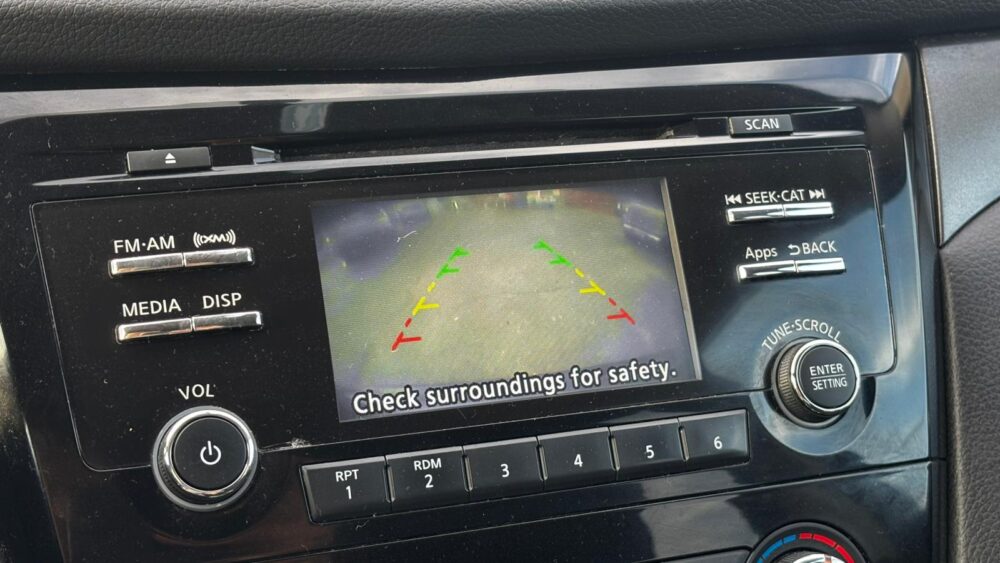 SCAN
FM·AM
((XM))
SEEK·CAT
MEDIA
DISP
Apps
BACK
Check surroundings for safety.
TUNE·SCROLL
ENTER
SETTING
VOL
RPT
1
RDM
2
3
4
5
6